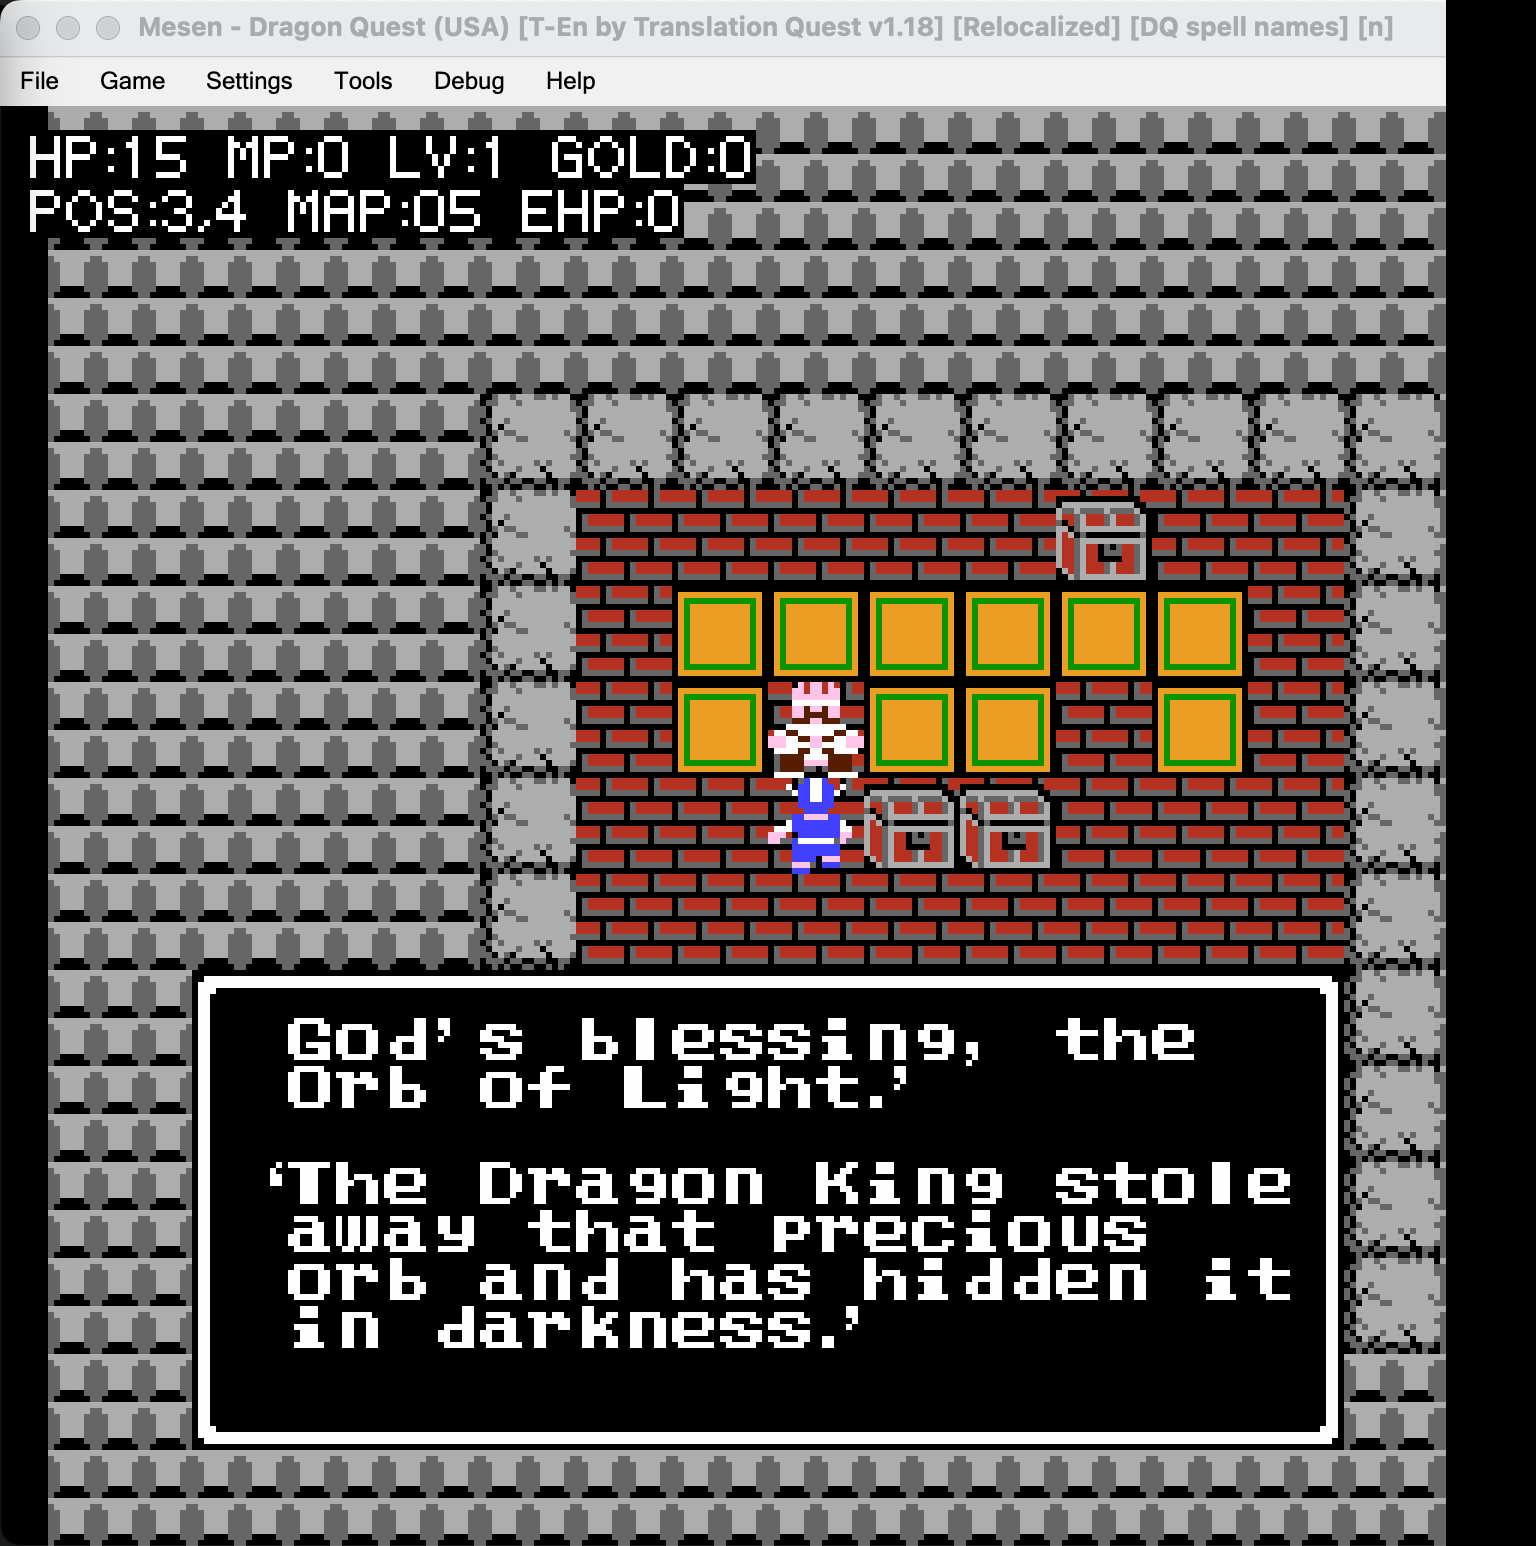 Mesen - Dragon Quest (USA) [T-En by Translation Quest v1.18] [Relocalized] [DQ spell names] [n]
File Game Settings Tools Debug Help
HP:15 MP:0 LV:1 GOLD:0
POS:3,4 MAP:05 EHP:0
God's blessing, the
Orb of Light.'
'The Dragon King stole
away that precious
orb and has hidden it
in darkness.'